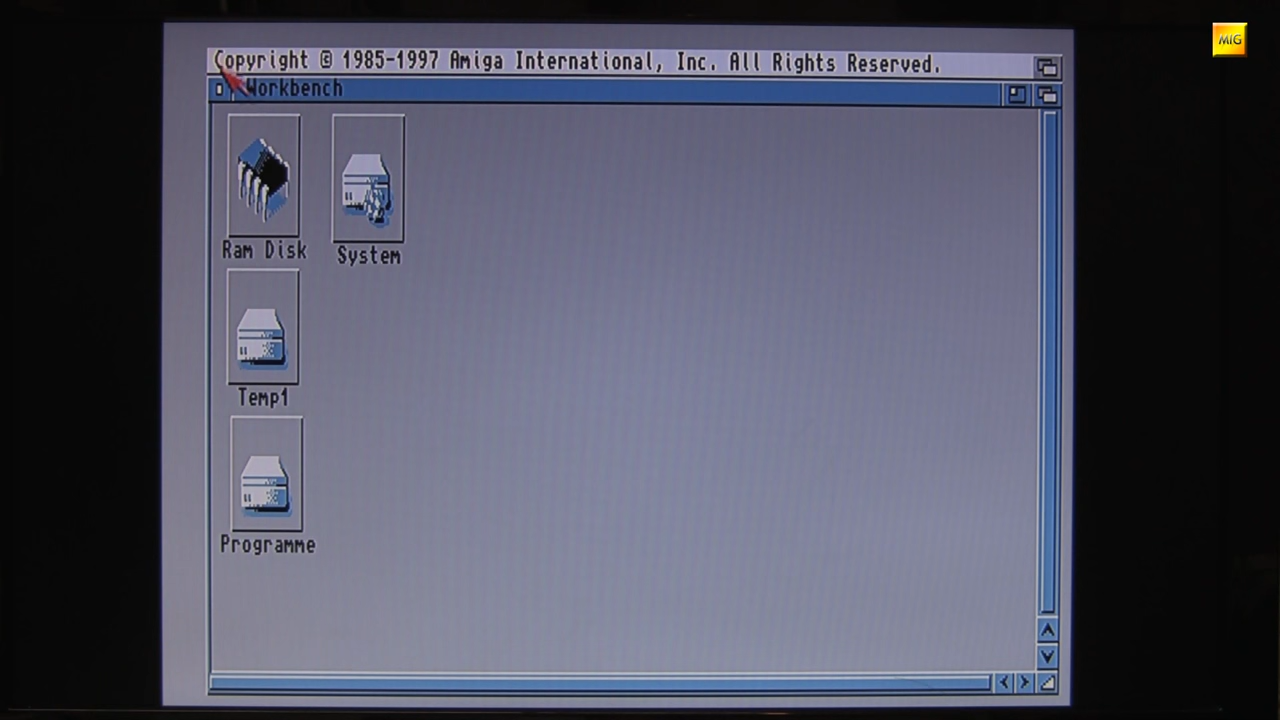 MIG
Copyright © 1985-1997 Amiga International, Inc. All Rights Reserved.
Workbench
Ram Disk
System
Temp1
Programme